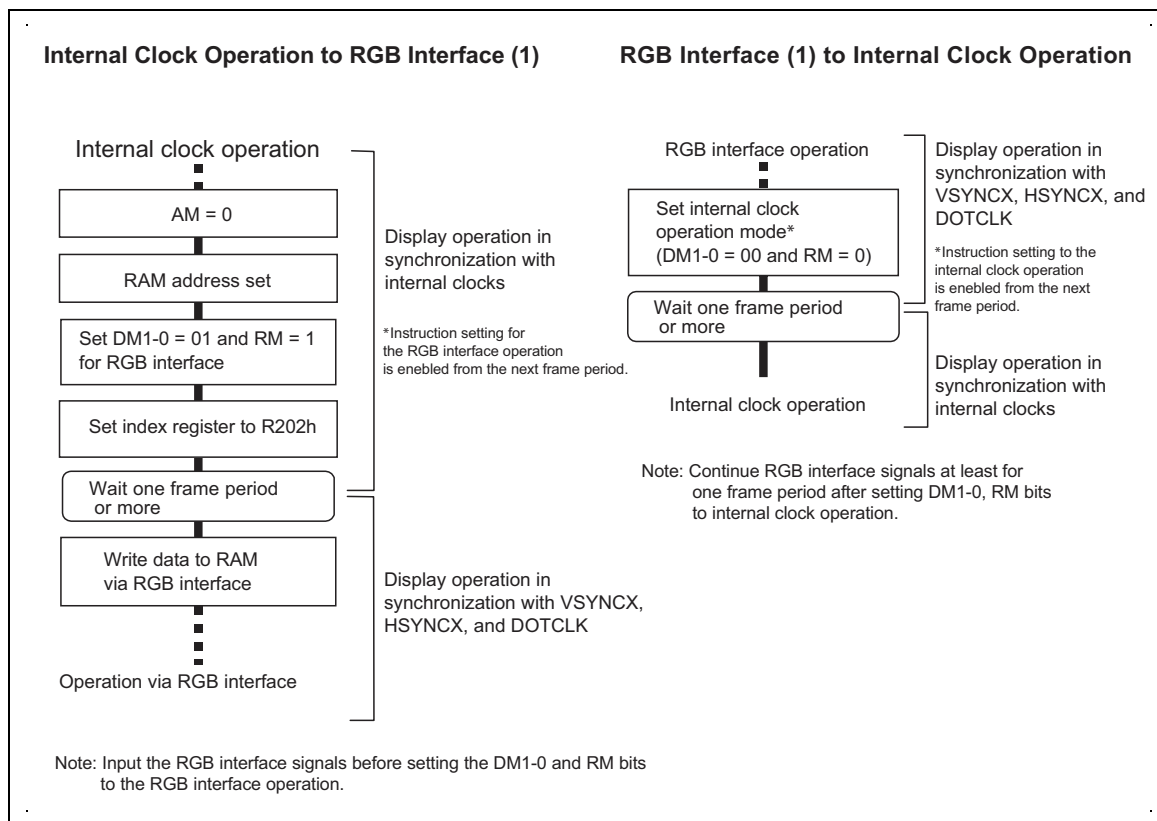 Internal Clock Operation to RGB Interface (1)
Internal clock operation
AM = 0
RAM address set
Set DM1-0 = 01 and RM = 1
for RGB interface
Set index register to R202h
Wait one frame period
or more
Write data to RAM
via RGB interface
Operation via RGB interface
Display operation in
synchronization with
internal clocks
*Instruction setting for
the RGB interface operation
is enabled from the next frame period.
Display operation in
synchronization with VSYNCX,
HSYNCX, and DOTCLK
Note: Input the RGB interface signals before setting the DM1-0 and RM bits
to the RGB interface operation.
RGB Interface (1) to Internal Clock Operation
RGB interface operation
Set internal clock
operation mode*
(DM1-0 = 00 and RM = 0)
Wait one frame period
or more
Internal clock operation
Display operation in
synchronization with
VSYNCX, HSYNCX, and
DOTCLK
*Instruction setting to the
internal clock operation
is enabled from the next
frame period.
Display operation in
synchronization with
internal clocks
Note: Continue RGB interface signals at least for
one frame period after setting DM1-0, RM bits
to internal clock operation.